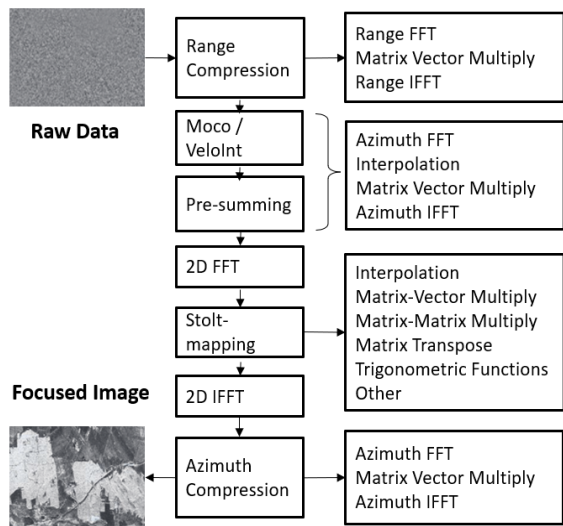 Raw Data
Range
Compression
Range FFT
Matrix Vector Multiply
Range IFFT
Moco /
VeloInt
Pre-summing
Azimuth FFT
Interpolation
Matrix Vector Multiply
Azimuth IFFT
2D FFT
Stolt-
mapping
Interpolation
Matrix-Vector Multiply
Matrix-Matrix Multiply
Matrix Transpose
Trigonometric Functions
Other
2D IFFT
Focused Image
Azimuth
Compression
Azimuth FFT
Matrix Vector Multiply
Azimuth IFFT